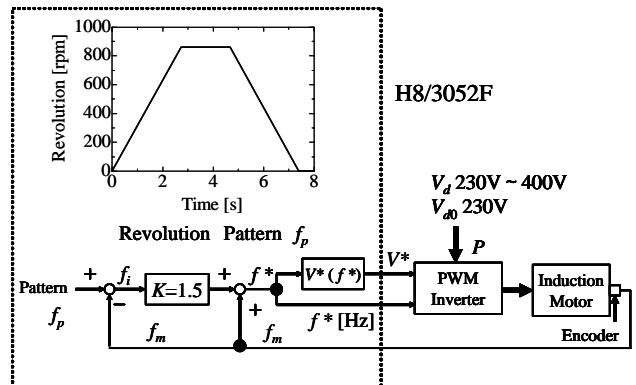 1000
800
600
400
200
0
Revolution [rpm]
0 2 4 6 8
Time [s]
Revolution Pattern f_p
H8/3052F
V_d 230V ~ 400V
V_d0 230V
P
Pattern
f_p
+
−
f_i
K=1.5
+
+
f*
V*(f*)
V*
f*[Hz]
PWM
Inverter
Induction
Motor
Encoder
f_m
f_m